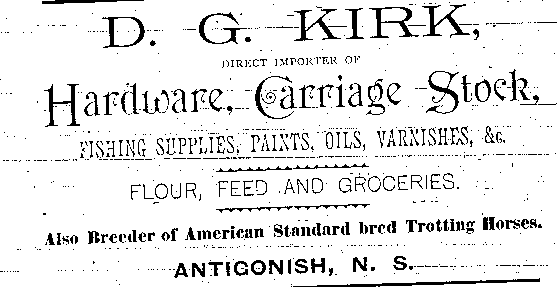 D. G. KIRK,
DIRECT IMPORTER OF
Hardware, Carriage Stock,
FISHING SUPPLIES, PAINTS, OILS, VARNISHES, &c.
FLOUR, FEED AND GROCERIES.
Also Breeder of American Standard bred Trotting Horses.
ANTIGONISH, N. S.